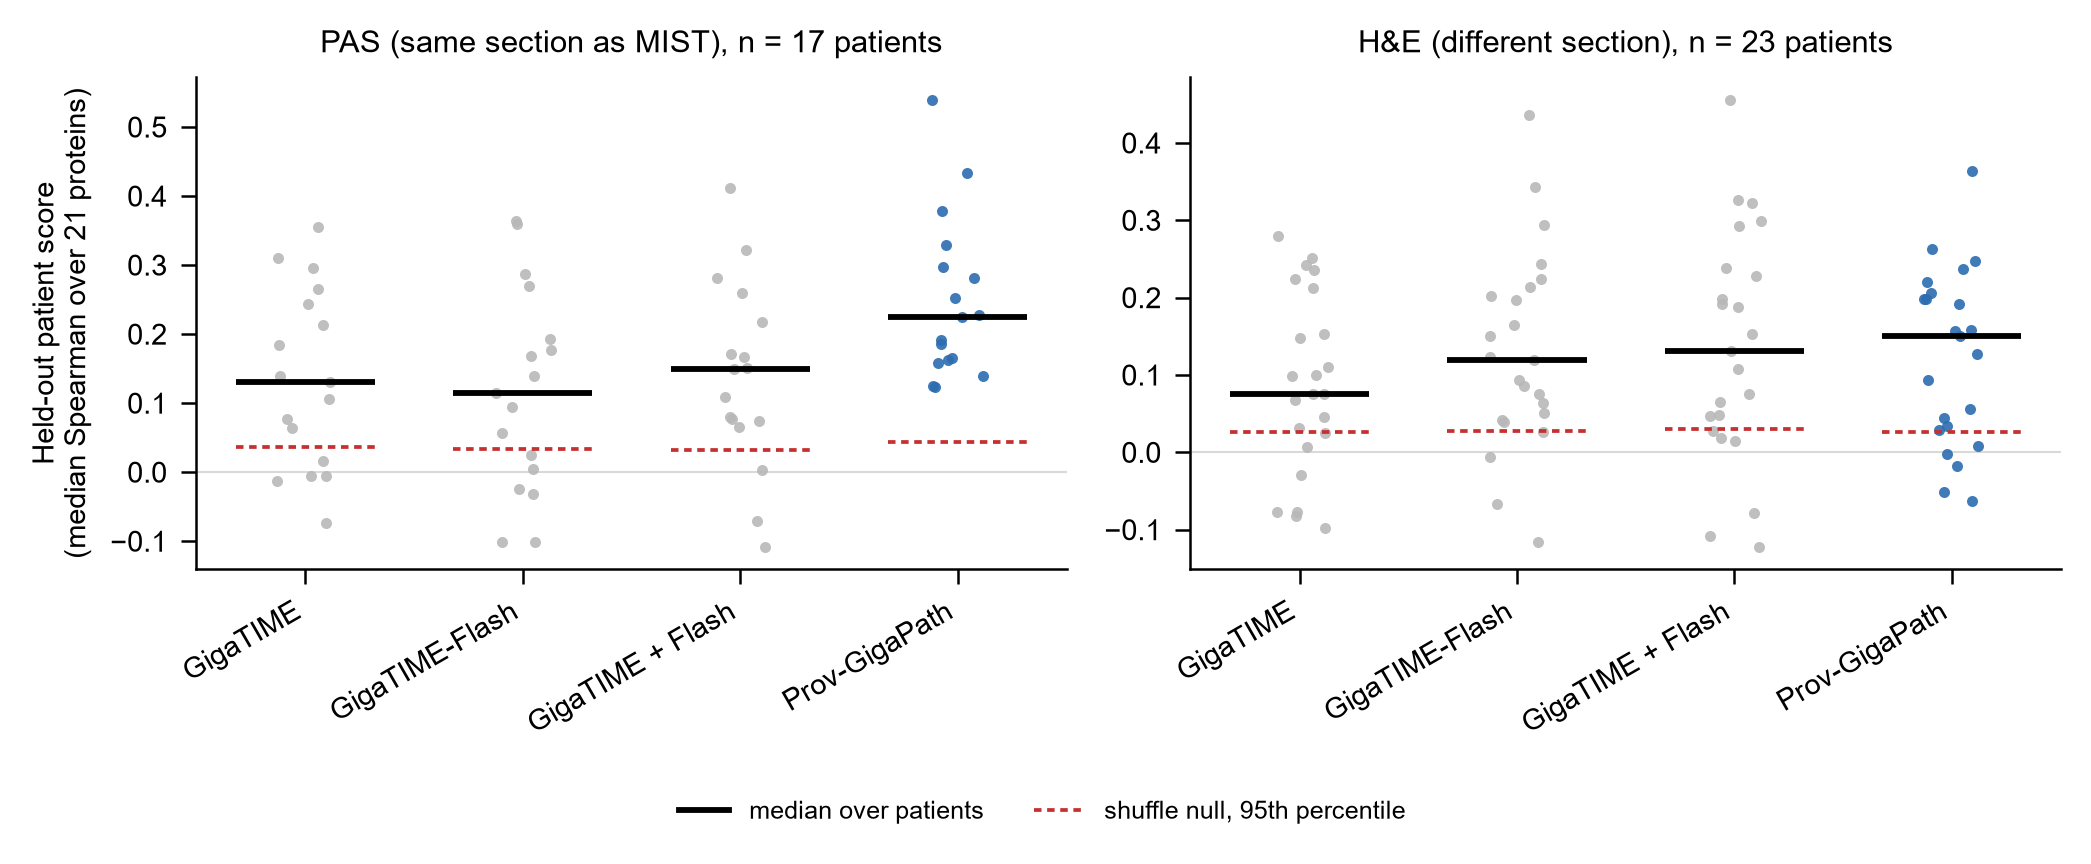 PAS (same section as MIST), n = 17 patients
Held-out patient score
(median Spearman over 21 proteins)
0.5
0.4
0.3
0.2
0.1
0.0
−0.1
GigaTIME
GigaTIME-Flash
GigaTIME + Flash
Prov-GigaPath
H&E (different section), n = 23 patients
0.4
0.3
0.2
0.1
0.0
−0.1
GigaTIME
GigaTIME-Flash
GigaTIME + Flash
Prov-GigaPath
median over patients
shuffle null, 95th percentile